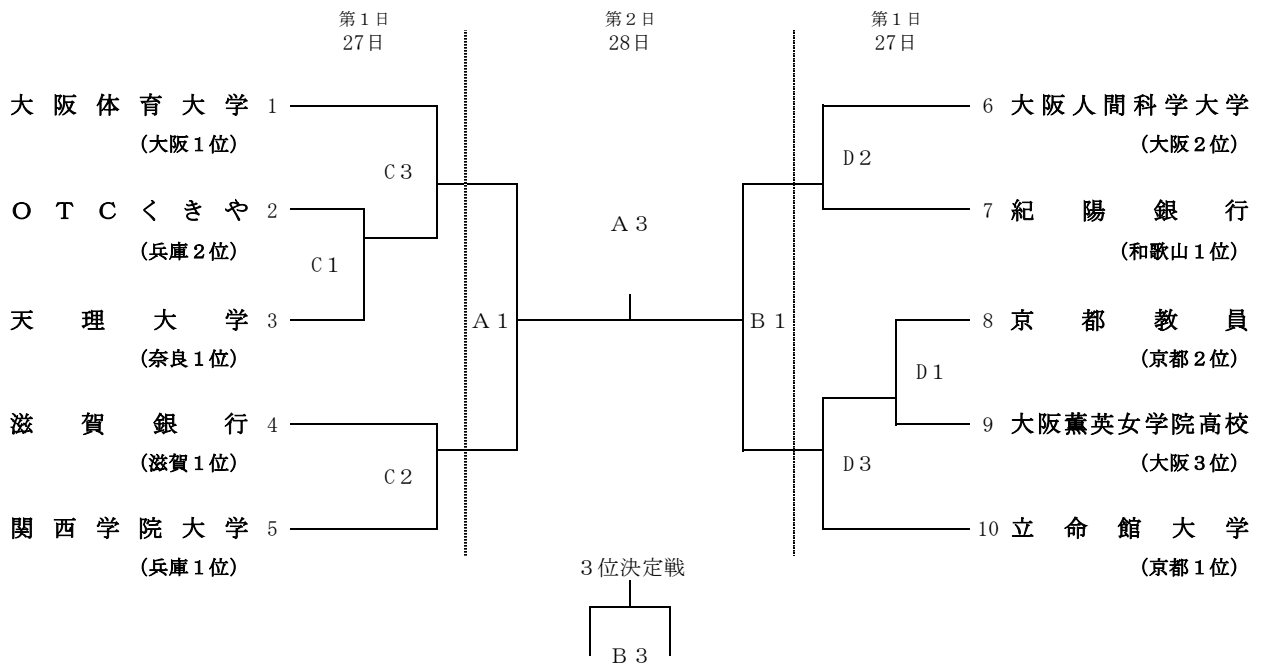 第１日
27日
第２日
28日
第１日
27日
大阪体育大学 1
(大阪１位)
C３
ＯＴＣくきや 2
(兵庫２位)
C１
天理大学 3
(奈良１位)
A１
滋賀銀行 4
(滋賀１位)
C２
関西学院大学 5
(兵庫１位)
A３
B１
6 大阪人間科学大学
(大阪２位)
D２
7 紀陽銀行
(和歌山１位)
8 京都教員
(京都２位)
D１
9 大阪薫英女学院高校
(大阪３位)
D３
10 立命館大学
(京都１位)
３位決定戦
B３